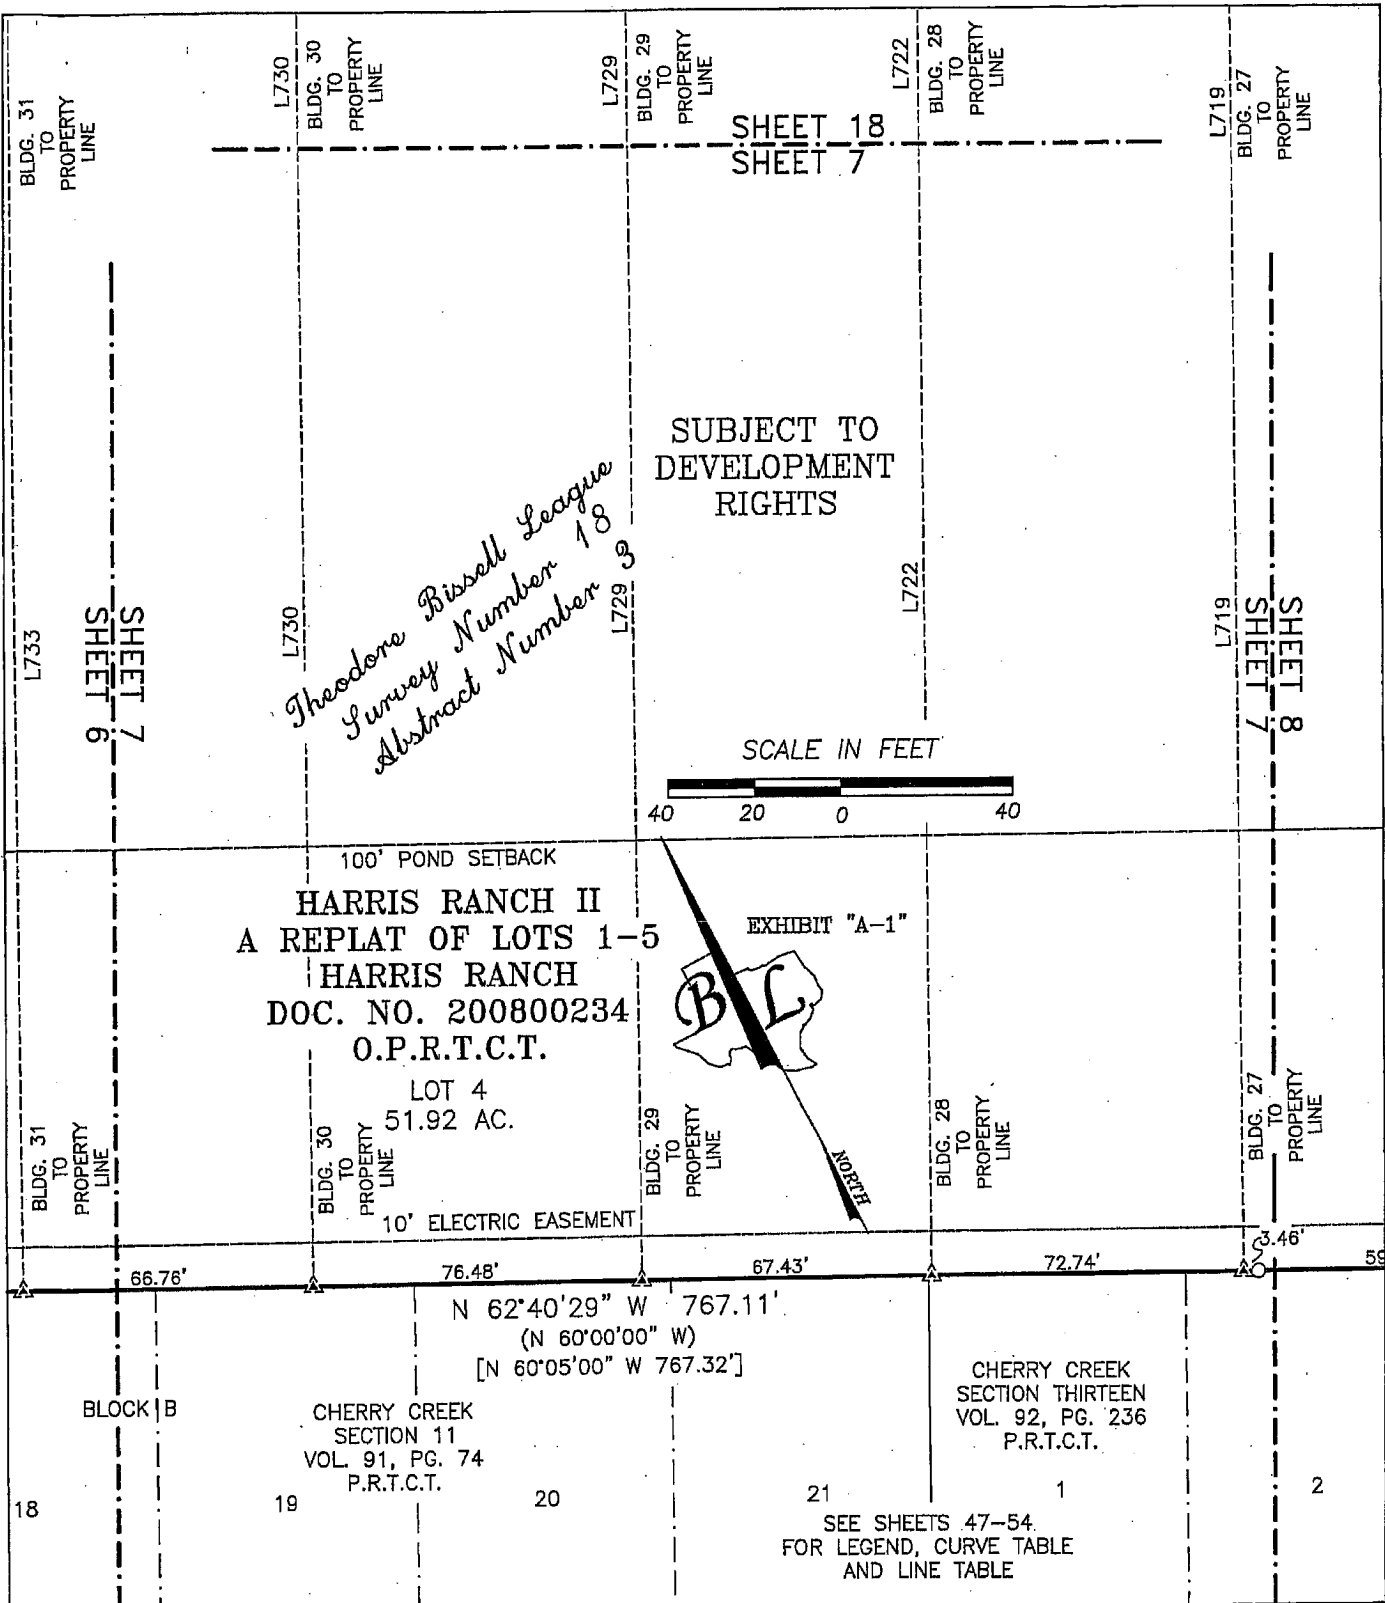 BLDG. 31
TO
PROPERTY
LINE
L730
BLDG. 30
TO
PROPERTY
LINE
L729
BLDG. 29
TO
PROPERTY
LINE
L722
BLDG. 28
TO
PROPERTY
LINE
L719
BLDG. 27
TO
PROPERTY
LINE
SHEET 18
SHEET 7
SUBJECT TO
DEVELOPMENT
RIGHTS
Theodore Bissell League
Survey Number 18
Abstract Number 3
L733
SHEET 7
SHEET 6
L730
L729
L722
L719
SHEET 8
SHEET 7
SCALE IN FEET
40 20 0 40
100' POND SETBACK
HARRIS RANCH II
A REPLAT OF LOTS 1-5
HARRIS RANCH
DOC. NO. 200800234
O.P.R.T.C.T.
LOT 4
51.92 AC.
EXHIBIT "A-1"
B L
NORTH
BLDG. 31
TO
PROPERTY
LINE
BLDG. 30
TO
PROPERTY
LINE
BLDG. 29
TO
PROPERTY
LINE
BLDG. 28
TO
PROPERTY
LINE
BLDG. 27
TO
PROPERTY
LINE
10' ELECTRIC EASEMENT
66.76' 76.48' 67.43' 72.74' 3.46' 59
N 62°40'29" W 767.11'
(N 60°00'00" W)
[N 60°05'00" W 767.32']
BLOCK B
CHERRY CREEK
SECTION 11
VOL. 91, PG. 74
P.R.T.C.T.
CHERRY CREEK
SECTION THIRTEEN
VOL. 92, PG. 236
P.R.T.C.T.
18 19 20 21 1 2
SEE SHEETS 47-54
FOR LEGEND, CURVE TABLE
AND LINE TABLE